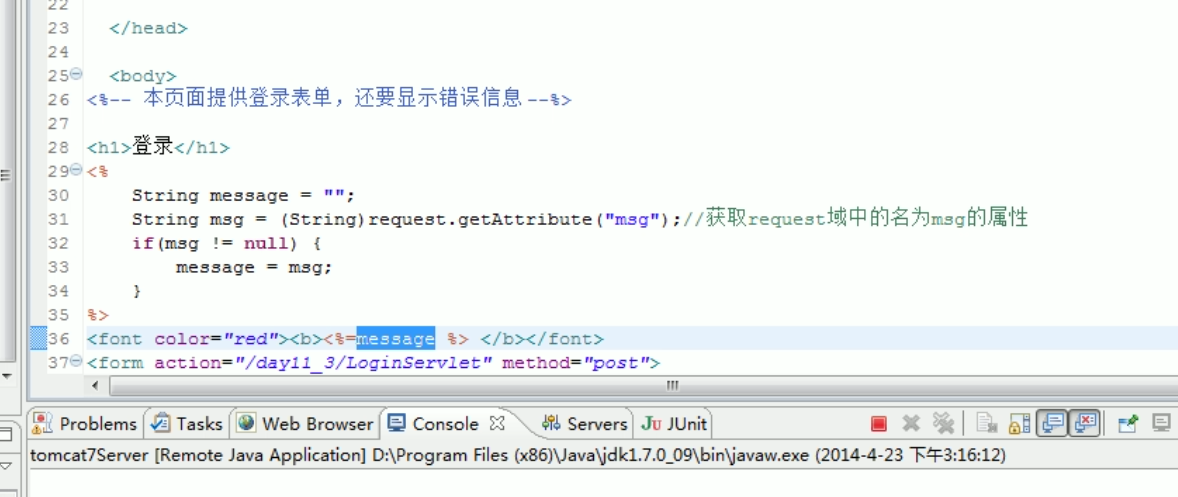 22
23 </head>
24
25 <body>
26 <%-- 本页面提供登录表单，还要显示错误信息 --%>
27
28 <h1>登录</h1>
29 <%
30 String message = "";
31 String msg = (String)request.getAttribute("msg");//获取request域中的名为msg的属性
32 if(msg != null) {
33 message = msg;
34 }
35 %>
36 <font color="red"><b><%=message %> </b></font>
37 <form action="/day11_3/LoginServlet" method="post">
Problems Tasks Web Browser Console Servers JUnit
tomcat7Server [Remote Java Application] D:\Program Files (x86)\Java\jdk1.7.0_09\bin\javaw.exe (2014-4-23 下午3:16:12)